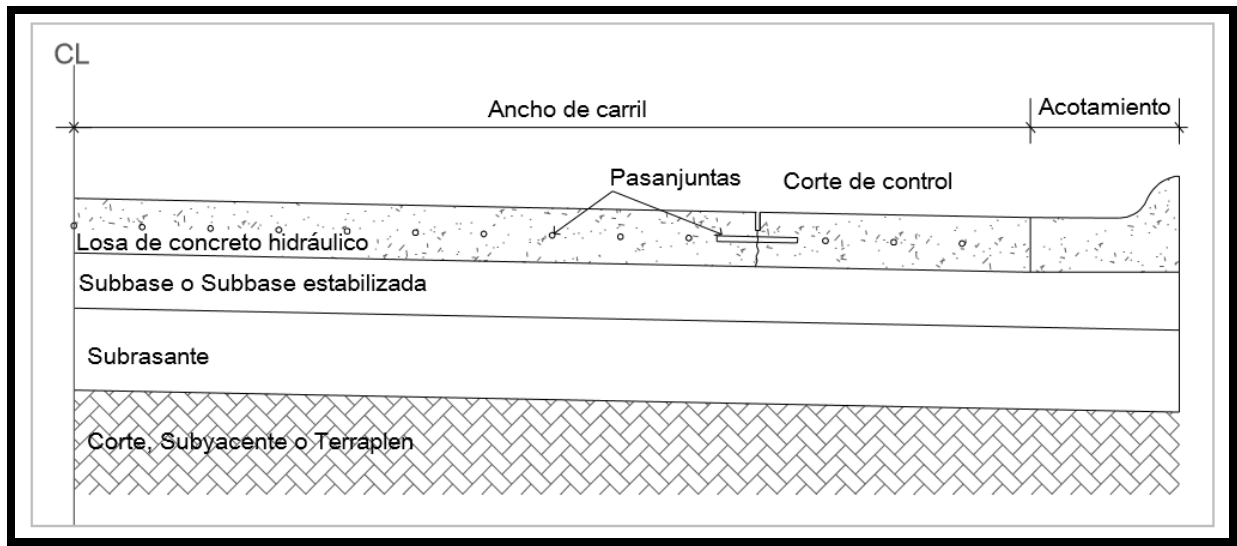 CL
Ancho de carril
Acotamiento
Pasanjuntas
Corte de control
Losa de concreto hidráulico
Subbase o Subbase estabilizada
Subrasante
Corte, Subyacente o Terraplen